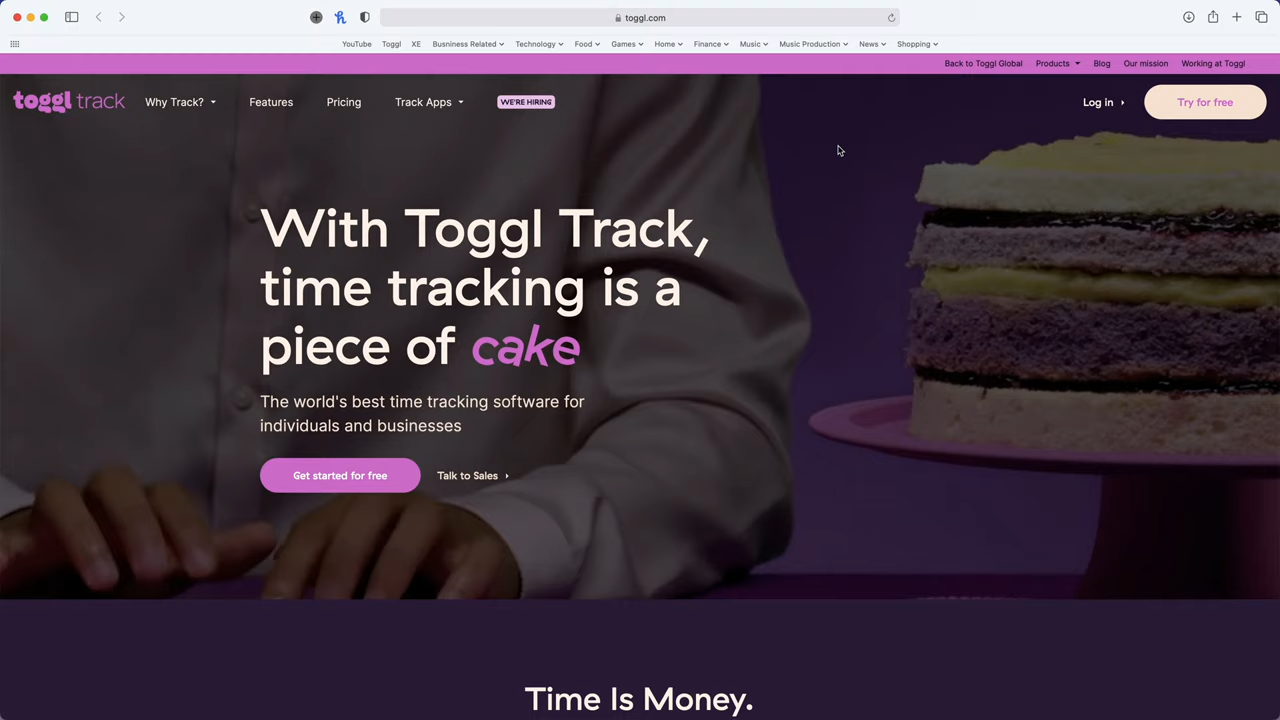 toggl.com
YouTube Toggl XE Busniness Related Technology Food Games Home Finance Music Music Production News Shopping
Back to Toggl Global Products Blog Our mission Working at Toggl
toggl track Why Track? Features Pricing Track Apps WE'RE HIRING Log in Try for free
With Toggl Track,
time tracking is a
piece of cake
The world's best time tracking software for
individuals and businesses
Get started for free Talk to Sales
Time Is Money.